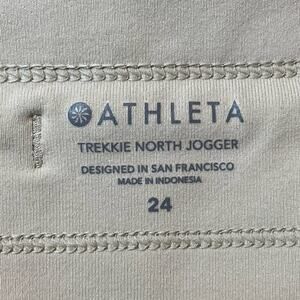 ATHLETA
TREKKIE NORTH JOGGER
DESIGNED IN SAN FRANCISCO
MADE IN INDONESIA
24